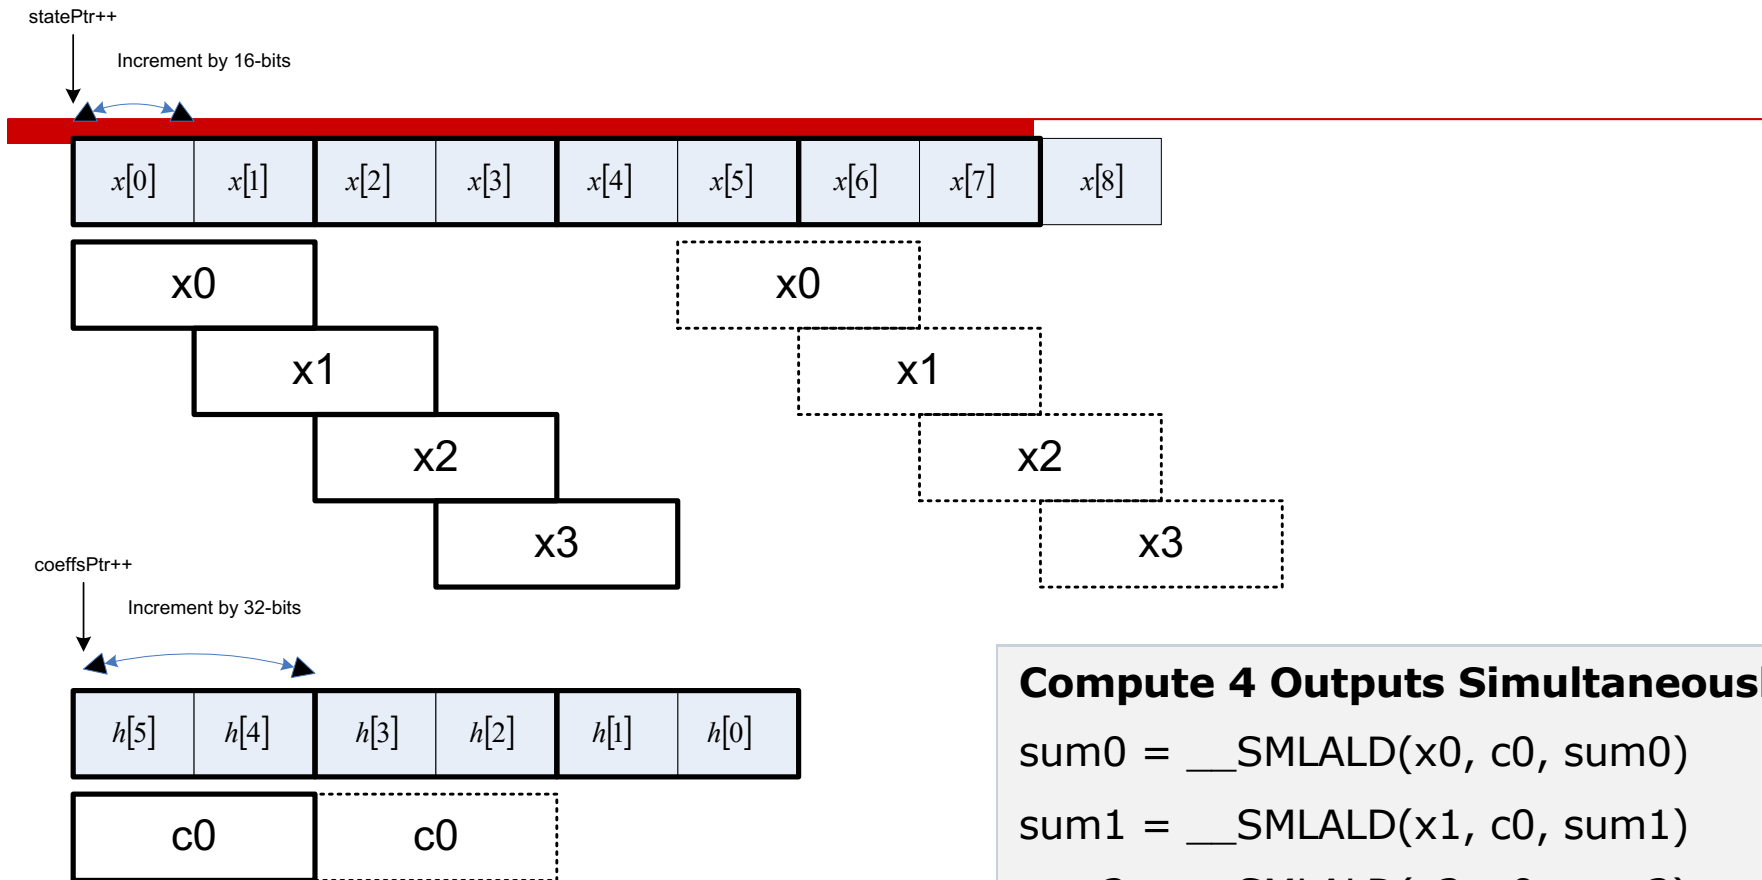 statePtr++
Increment by 16-bits
x[0] x[1] x[2] x[3] x[4] x[5] x[6] x[7] x[8]
x0 x0
x1 x1
x2 x2
x3 x3
coeffsPtr++
Increment by 32-bits
h[5] h[4] h[3] h[2] h[1] h[0]
c0 c0
Compute 4 Outputs
sum0 = __SMLALD(x0, c0, sum0)
sum1 = __SMLALD(x1, c0, sum1)